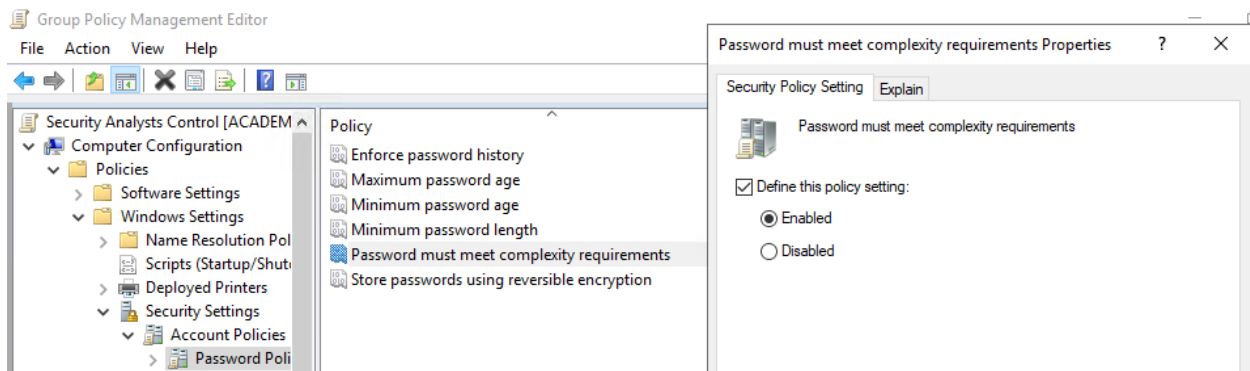 Group Policy Management Editor
File Action View Help
Security Analysts Control [ACADEM
Computer Configuration
Policies
Software Settings
Windows Settings
Name Resolution Pol
Scripts (Startup/Shut
Deployed Printers
Security Settings
Account Policies
Password Poli
Policy
Enforce password history
Maximum password age
Minimum password age
Minimum password length
Password must meet complexity requirements
Store passwords using reversible encryption
Password must meet complexity requirements Properties ?
Security Policy Setting Explain
Password must meet complexity requirements
Define this policy setting:
Enabled
Disabled